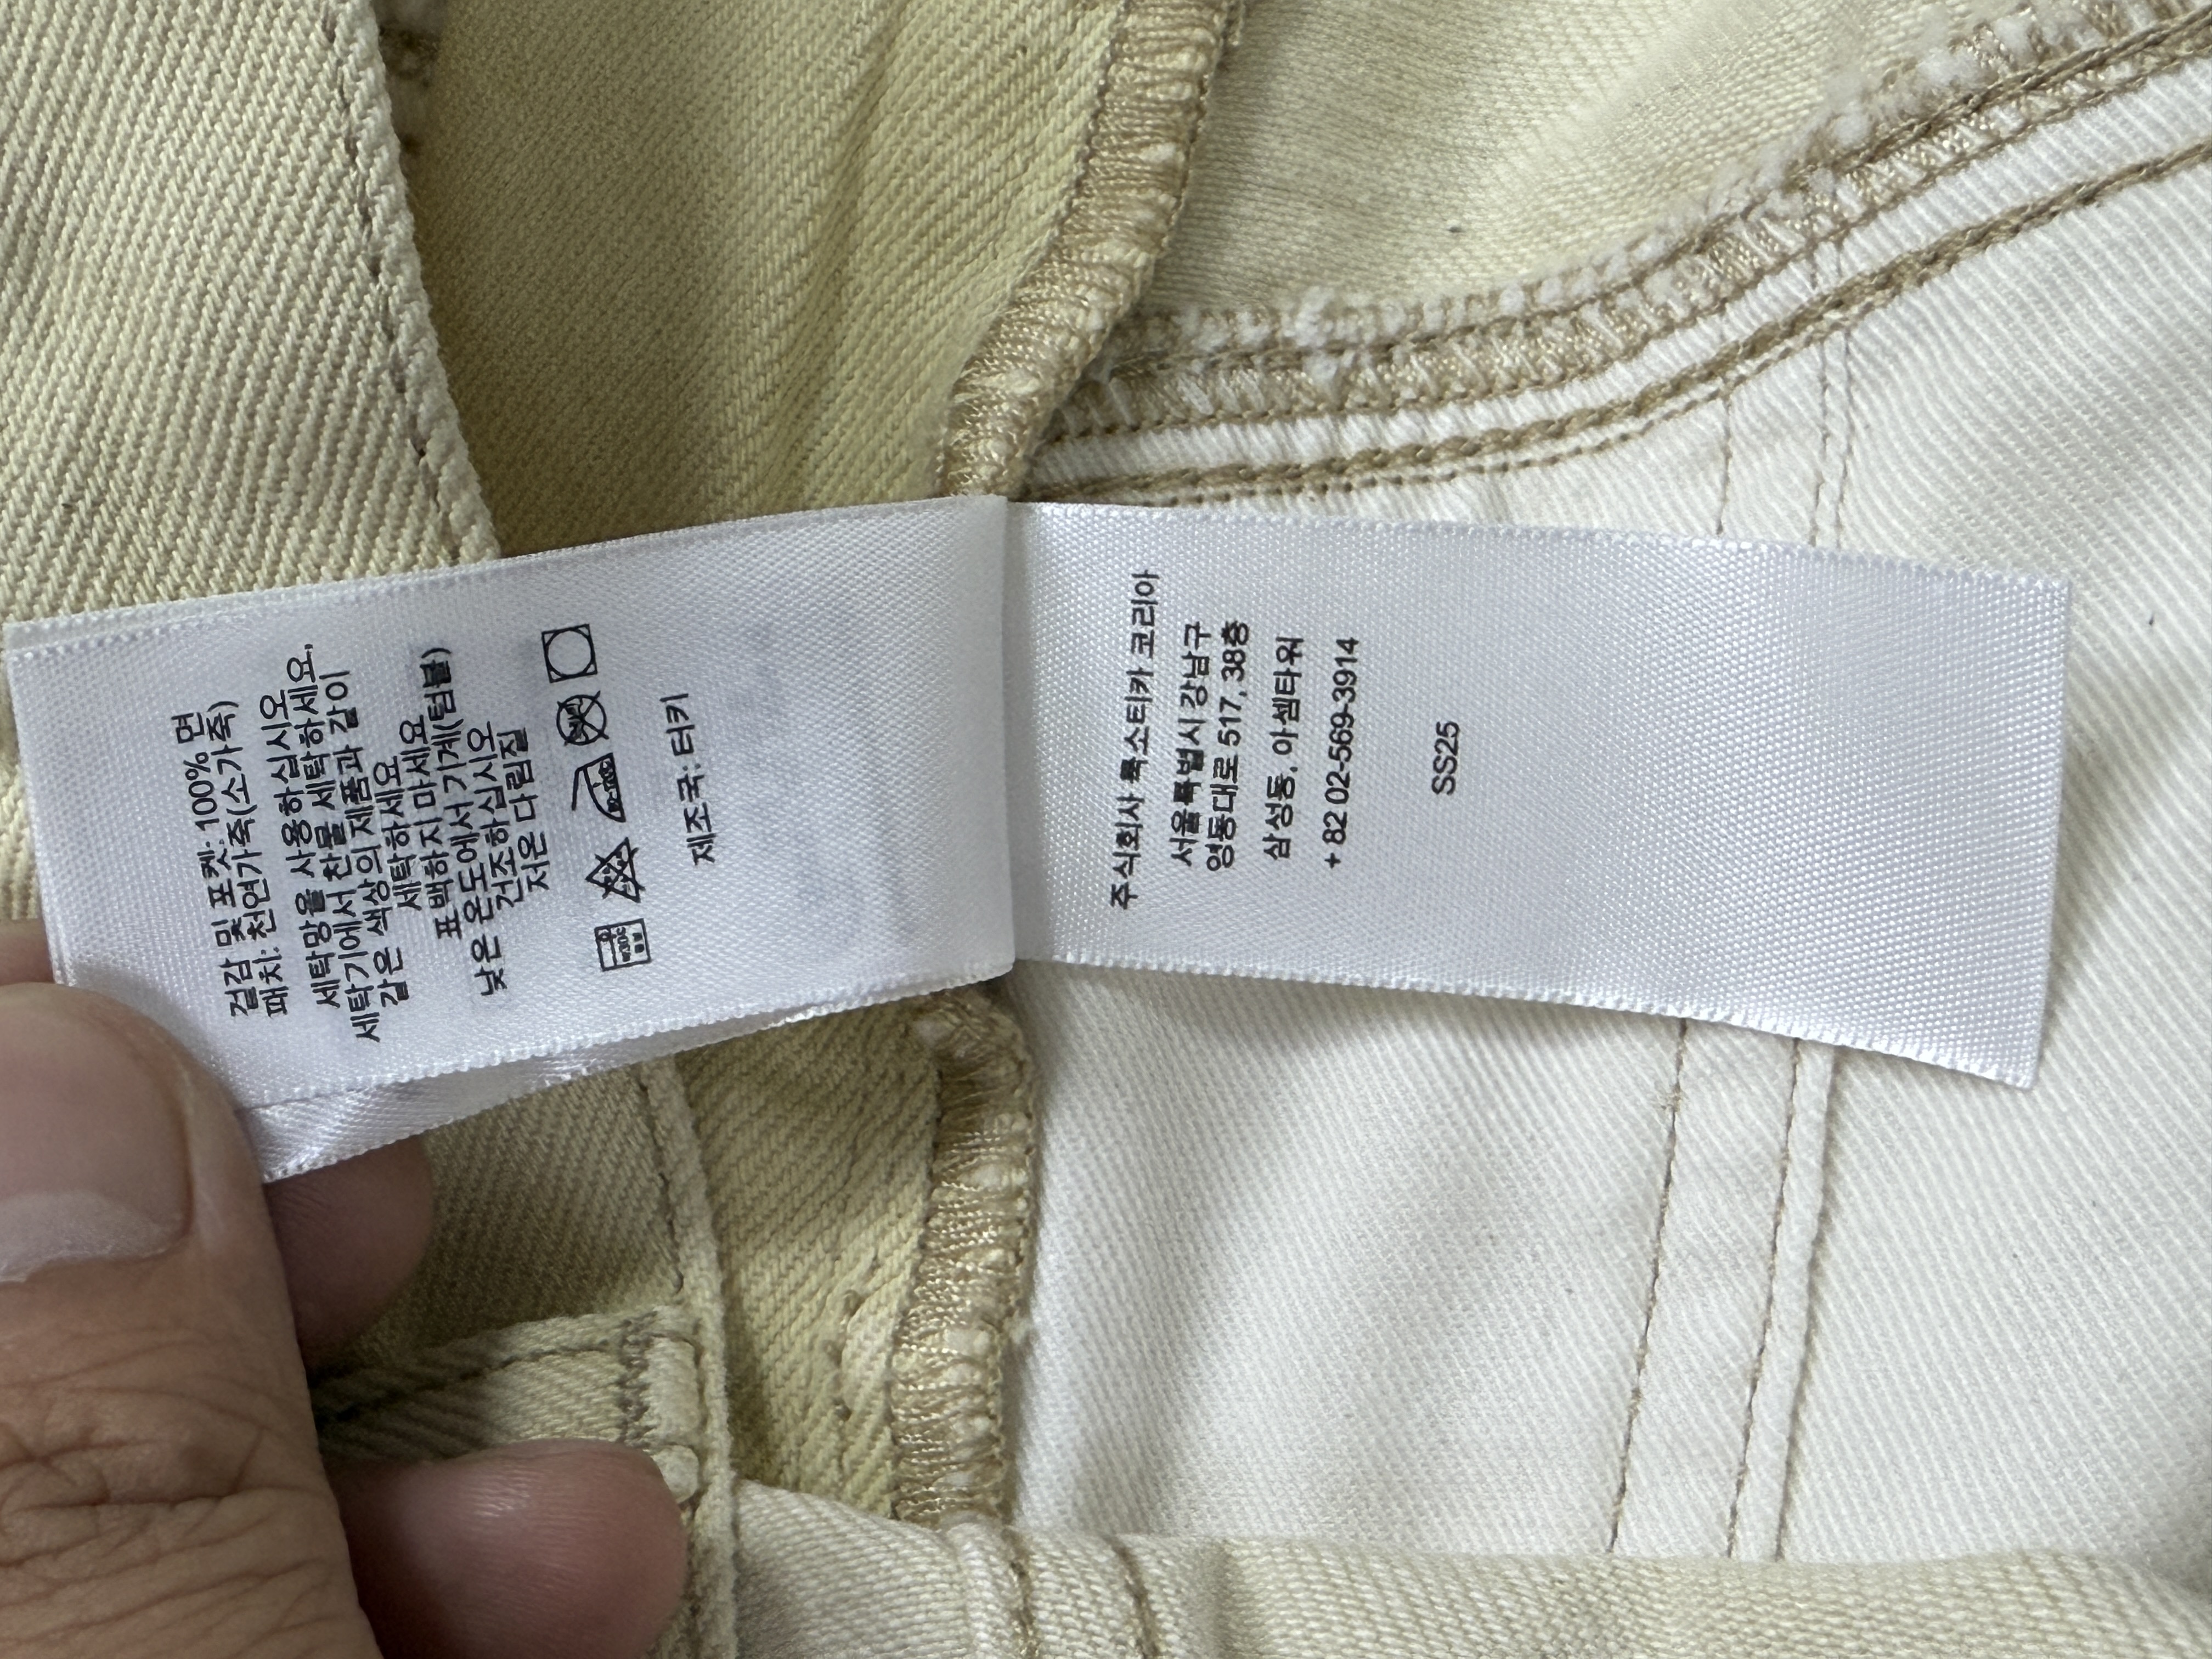 겉감 및 포켓: 100% 면
패치: 천연가죽(소가죽)
세탁망을 사용하십시오
세탁기에서 찬물 세탁하세요.
같은 색상의 제품과 같이
세탁하세요
표백하지 마세요
낮은 온도에서 기계(텀블)
건조하십시오
저온 다림질
제조국: 터키
주식회사 룩소티카 코리아
서울특별시 강남구
영동대로 517, 38층
삼성동, 아셈타워
+ 82 02-569-3914
SS25